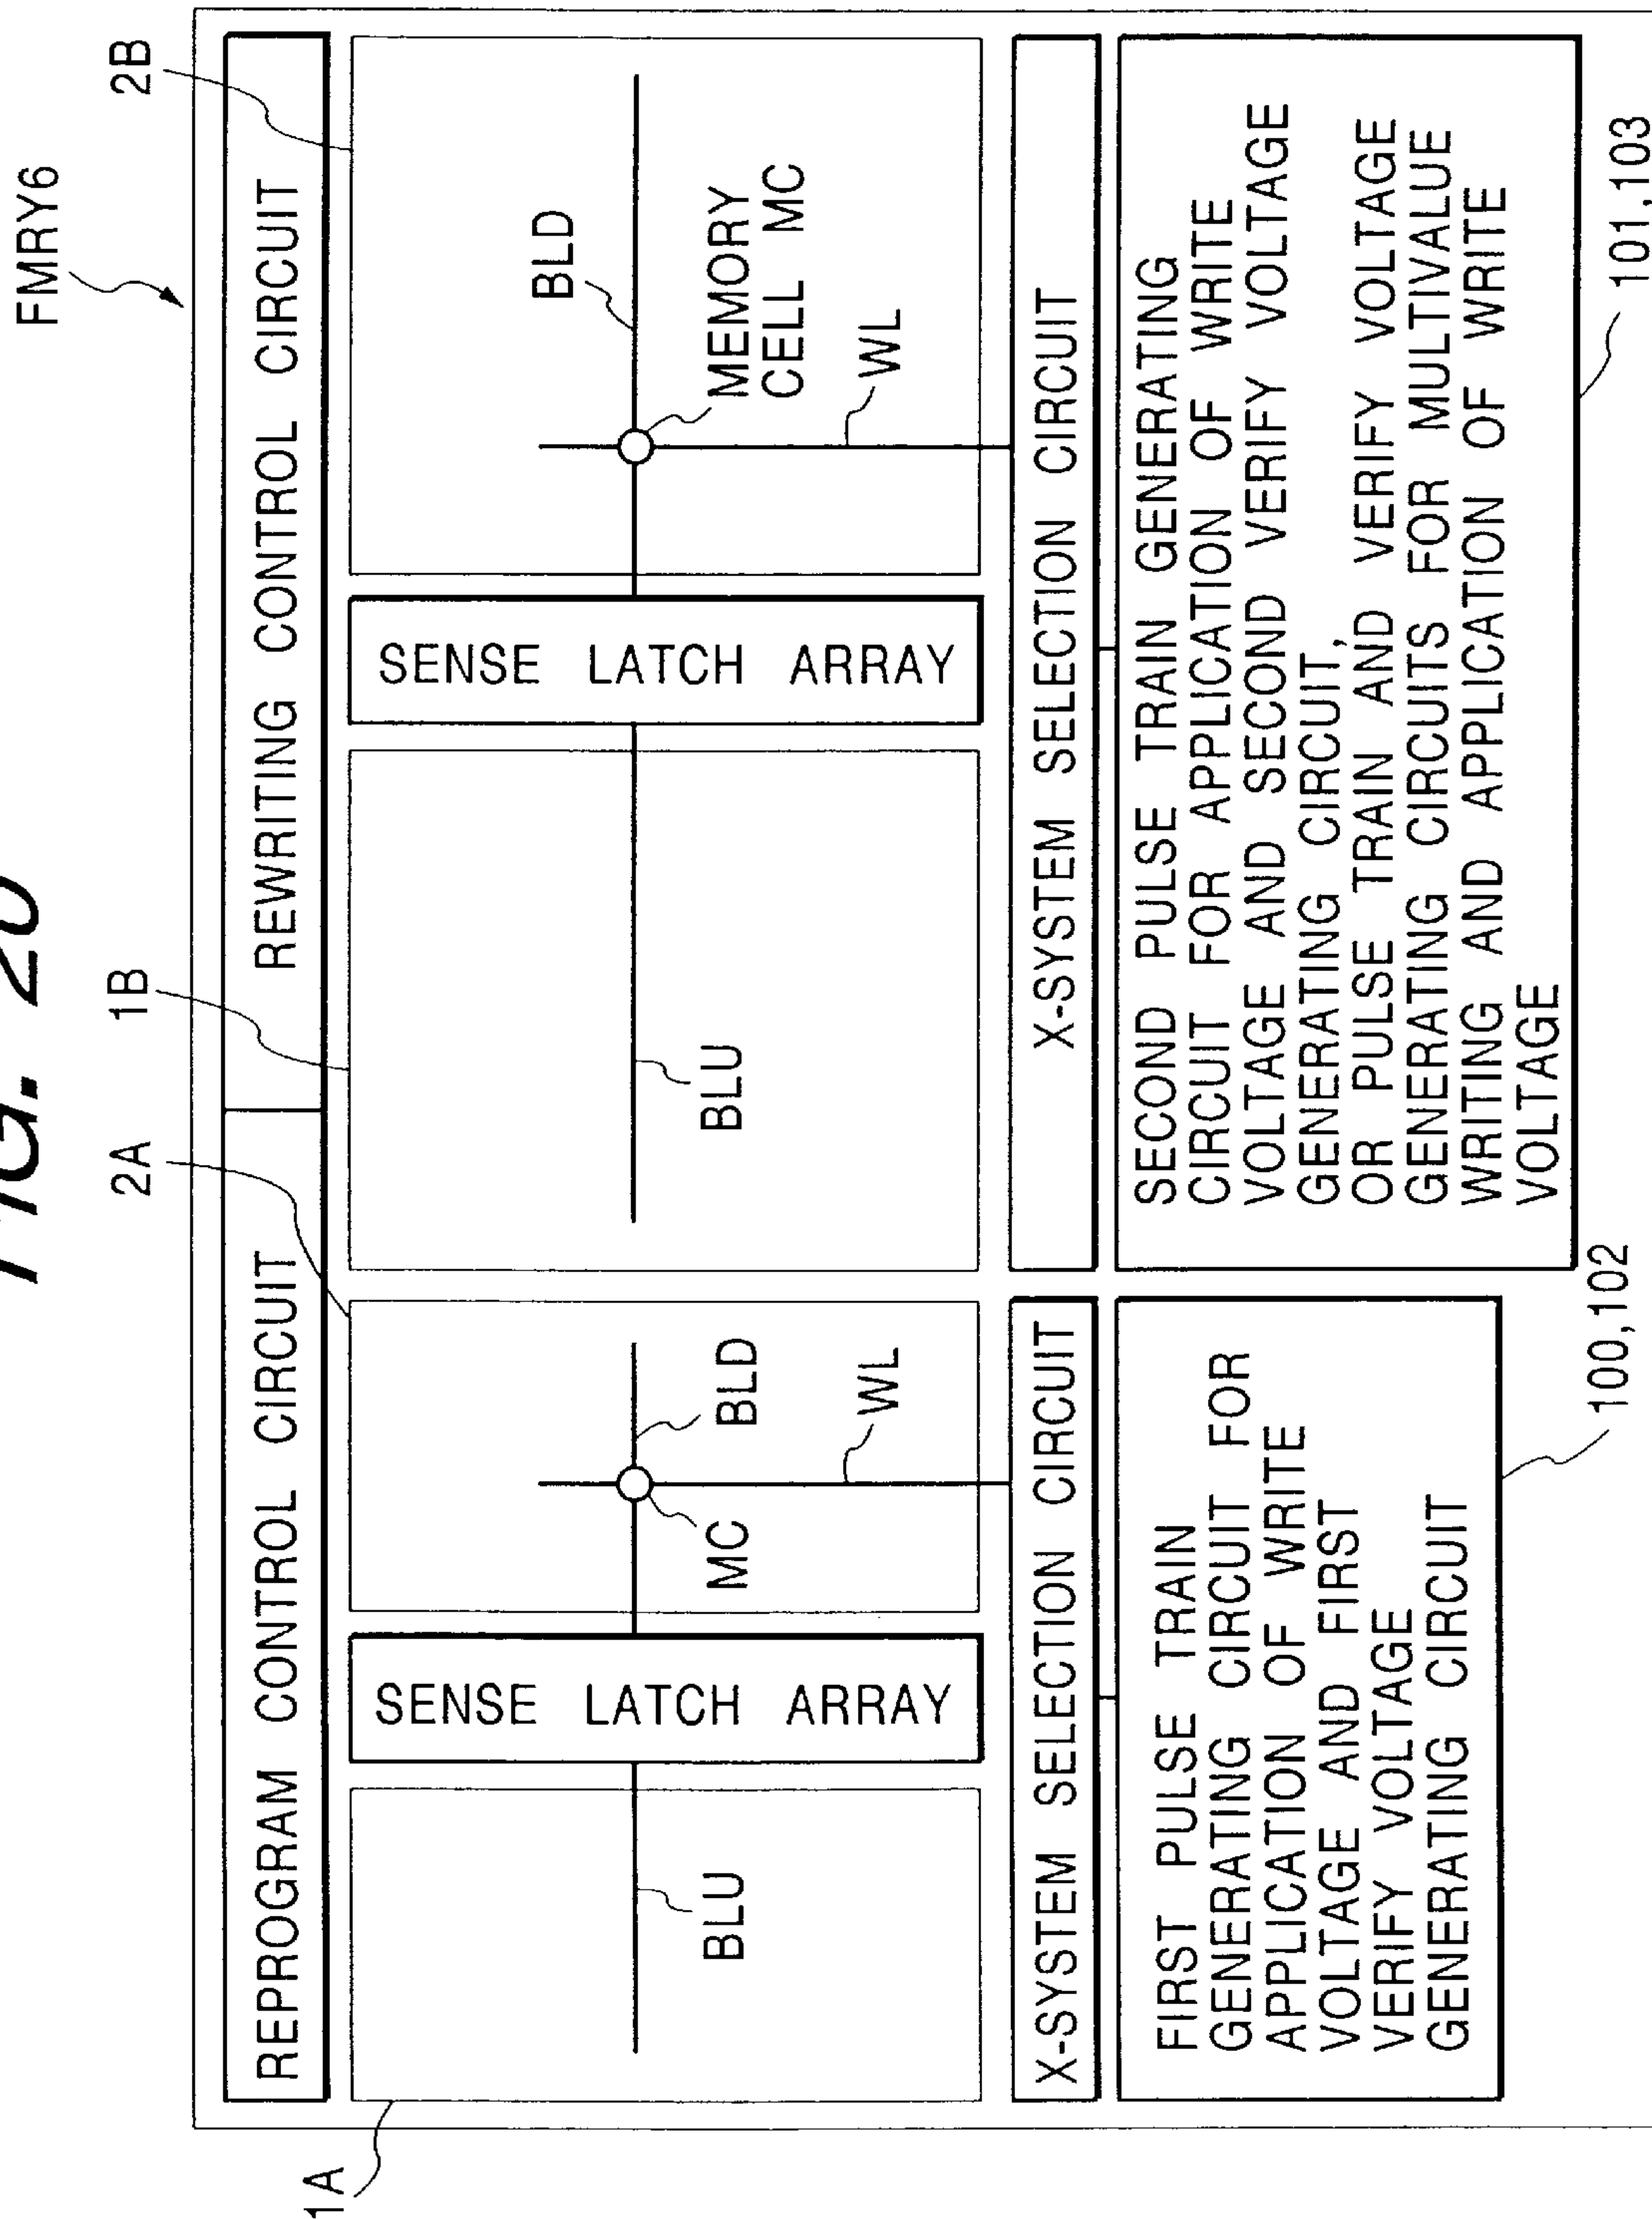 FIG. 20
FMRY6
2A
1B
2B
1A
REPROGRAM CONTROL CIRCUIT
REWRITING CONTROL CIRCUIT
BLU
SENSE LATCH ARRAY
MC
BLD
WL
BLU
SENSE LATCH ARRAY
BLD
MEMORY
CELL MC
WL
X-SYSTEM SELECTION CIRCUIT
X-SYSTEM SELECTION CIRCUIT
FIRST PULSE TRAIN
GENERATING CIRCUIT FOR
APPLICATION OF WRITE
VOLTAGE AND FIRST
VERIFY VOLTAGE
GENERATING CIRCUIT
100,102
SECOND PULSE TRAIN GENERATING
CIRCUIT FOR APPLICATION OF WRITE
VOLTAGE AND SECOND VERIFY VOLTAGE
GENERATING CIRCUIT,
OR PULSE TRAIN AND VERIFY VOLTAGE
GENERATING CIRCUITS FOR MULTIVALUE
WRITING AND APPLICATION OF WRITE
VOLTAGE
101,103